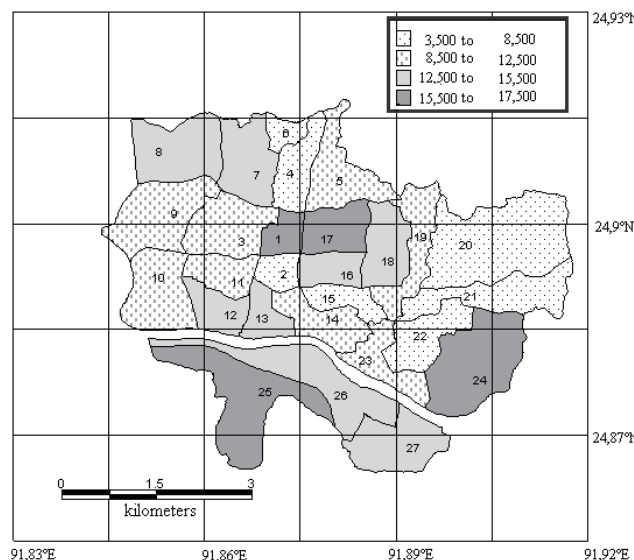 24,93°N
3,500 to 8,500
8,500 to 12,500
12,500 to 15,500
15,500 to 17,500
6
8
7
4
5
9
3
1
17
19
20
18
10
11
2
16
15
21
12
13
14
22
23
24
25
26
27
24,9°N
24,87°N
0 1.5 3
kilometers
91,83°E 91,86°E 91,89°E 91,92°E